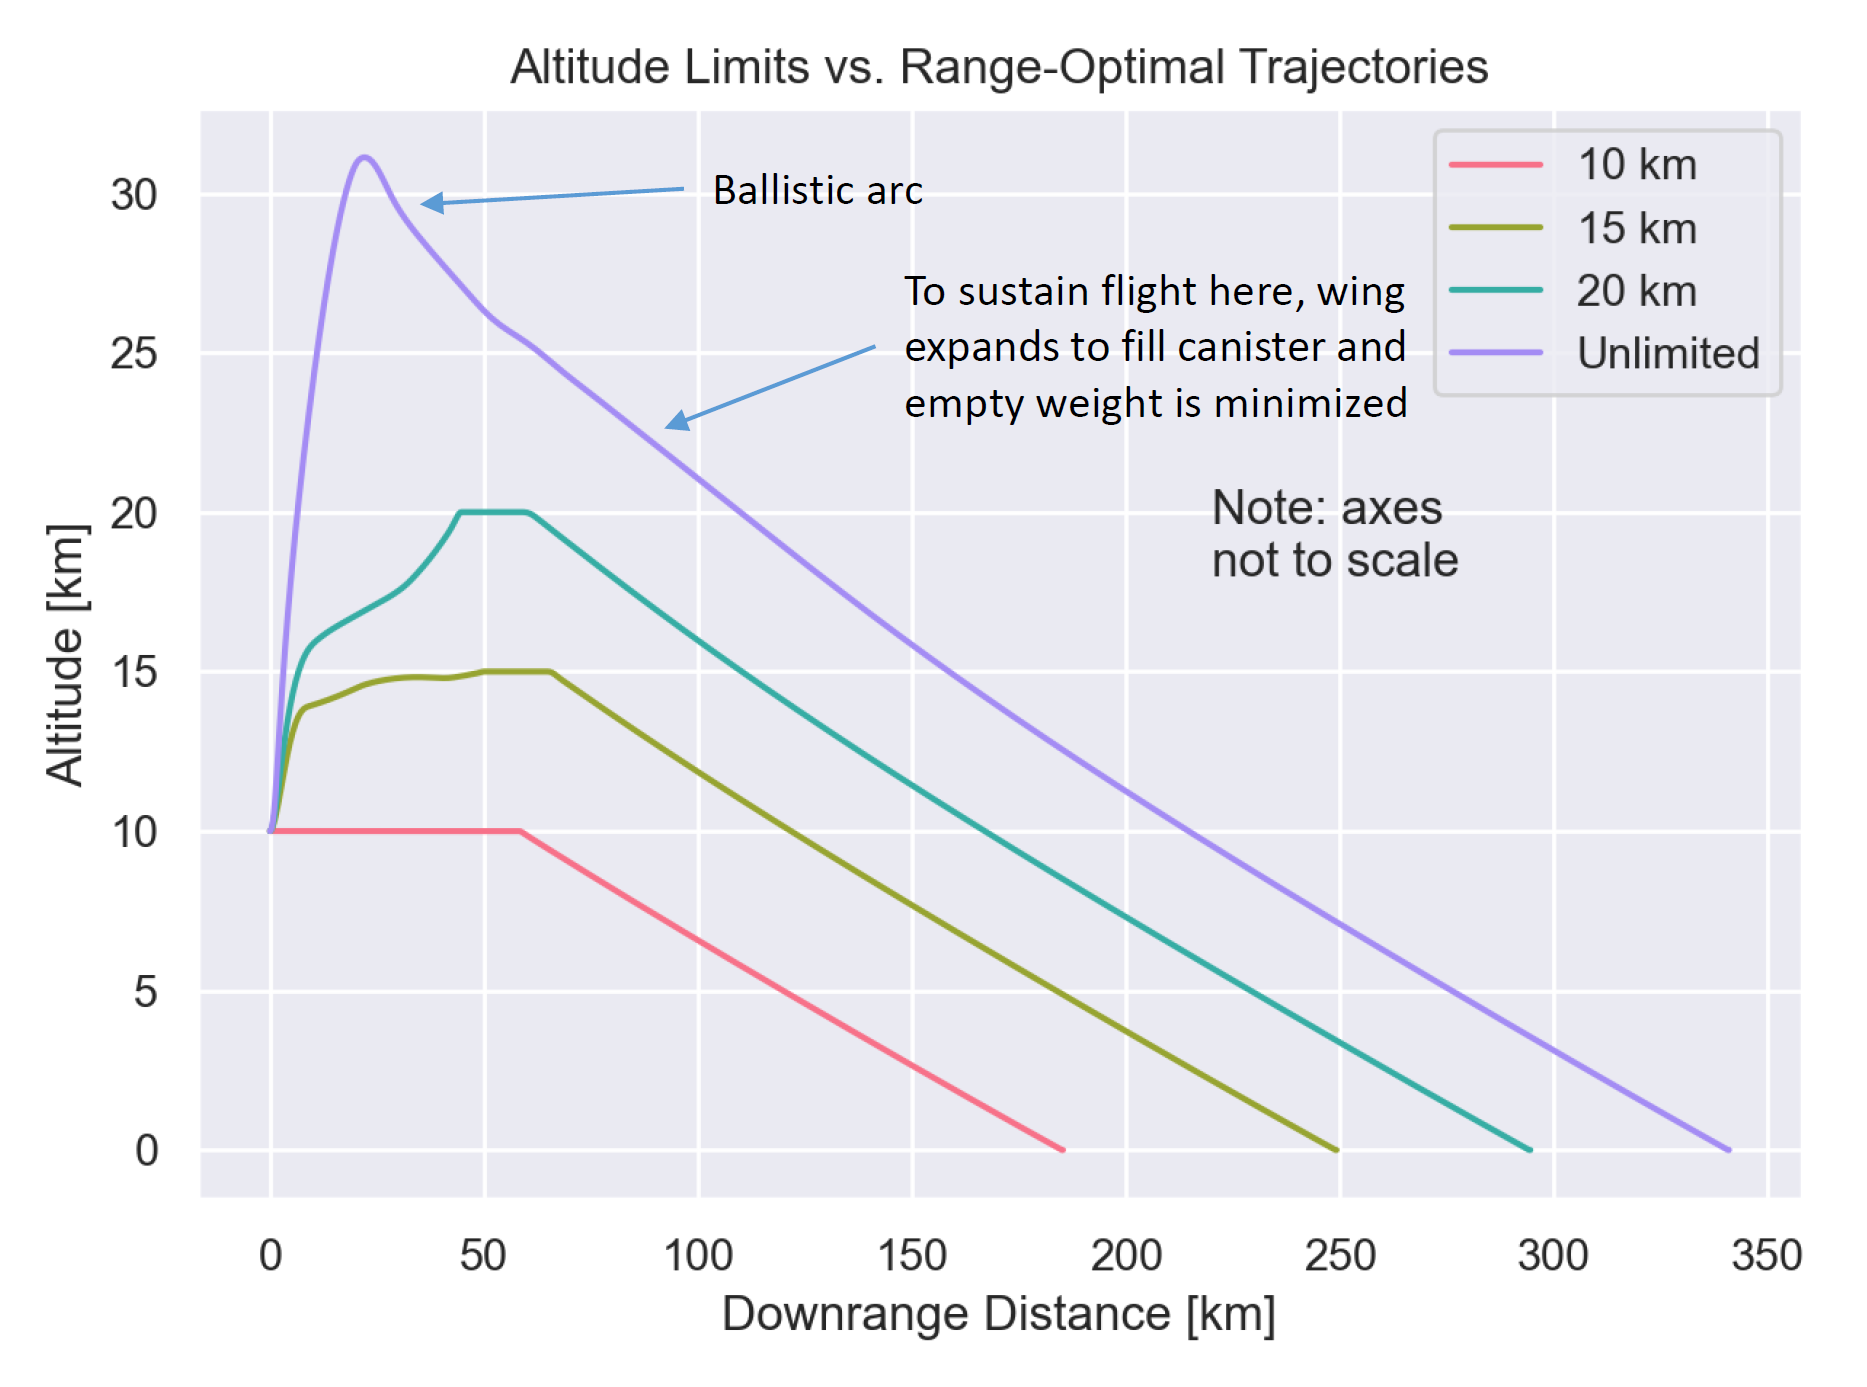 Altitude Limits vs. Range-Optimal Trajectories
10 km
15 km
20 km
Unlimited
Ballistic arc
To sustain flight here, wing
expands to fill canister and
empty weight is minimized
Note: axes
not to scale
Altitude [km]
30
25
20
15
10
5
0
0 50 100 150 200 250 300 350
Downrange Distance [km]